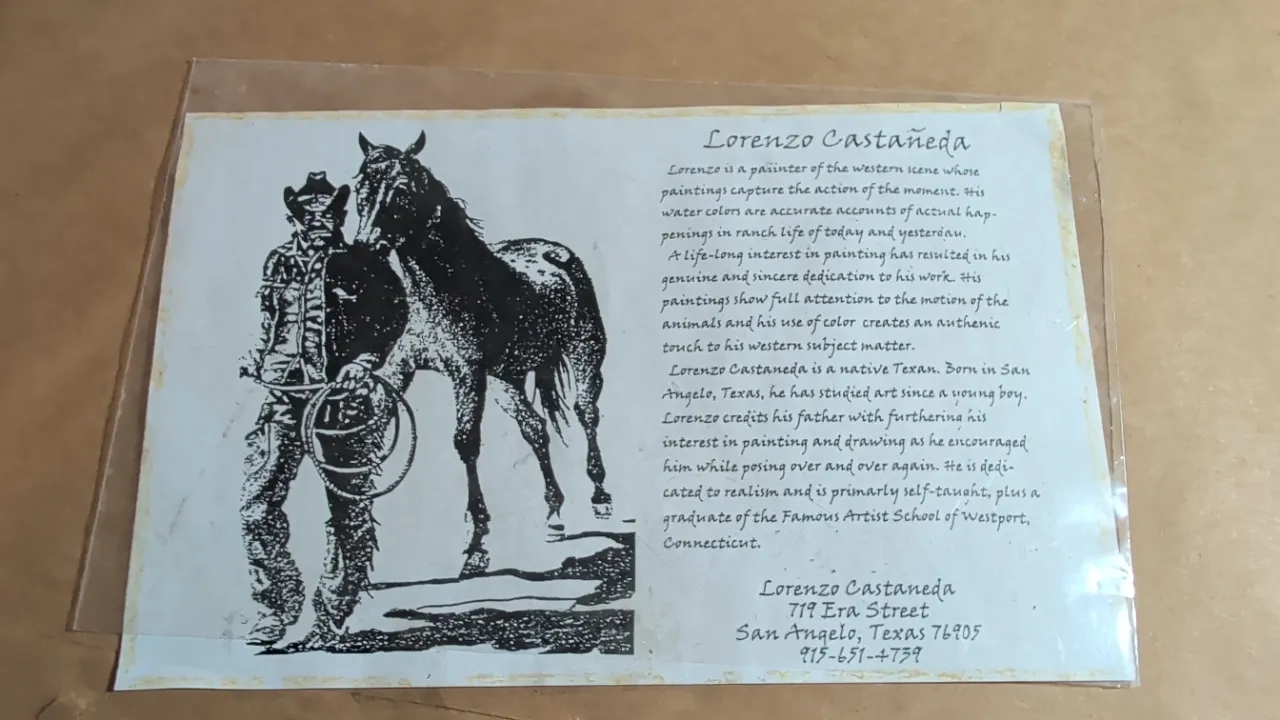 Lorenzo Castañeda
Lorenzo is a paiinter of the western scene whose
paintings capture the action of the moment. His
water colors are accurate accounts of actual hap-
penings in ranch life of today and yesterday.
A life-long interest in painting has resulted in his
genuine and sincere dedication to his work. His
paintings show full attention to the motion of the
animals and his use of color creates an authenic
touch to his western subject matter.
Lorenzo Castaneda is a native Texan. Born in San
Angelo, Texas, he has studied art since a young boy.
Lorenzo credits his father with furthering his
interest in painting and drawing as he encouraged
him while posing over and over again. He is dedi-
cated to realism and is primarly self-taught, plus a
graduate of the Famous Artist School of Westport,
Connecticut.
Lorenzo Castaneda
719 Era Street
San Angelo, Texas 76905
915-651-4739